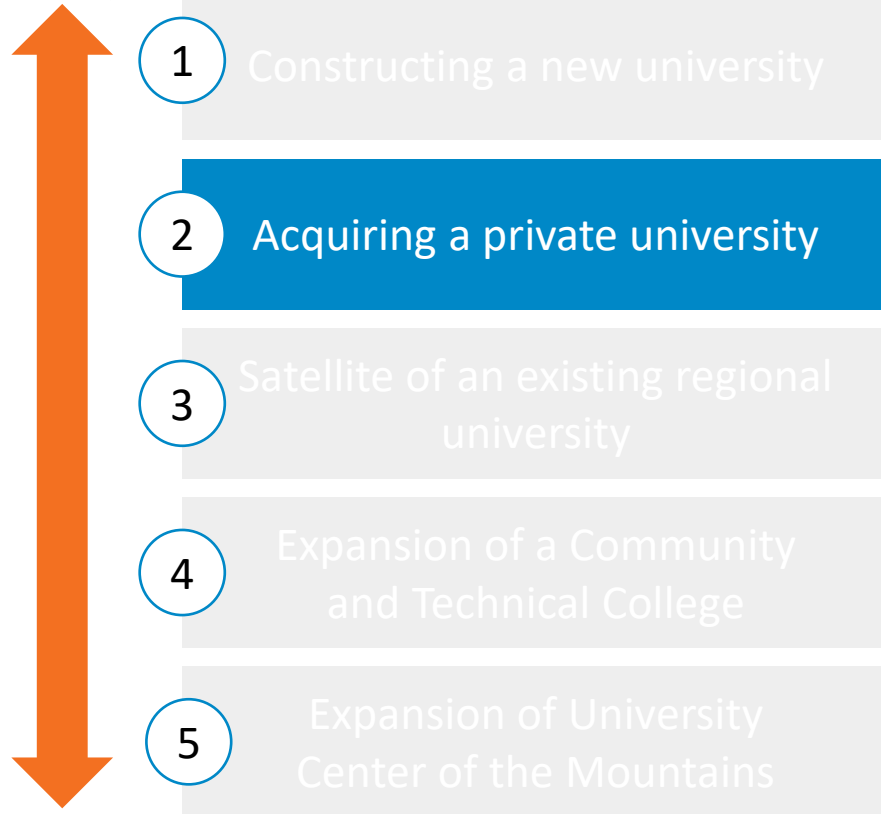 1
Constructing a new university
2
Acquiring a private university
3
Satellite of an existing regional
university
4
Expansion of a Community
and Technical College
5
Expansion of University
Center of the Mountains